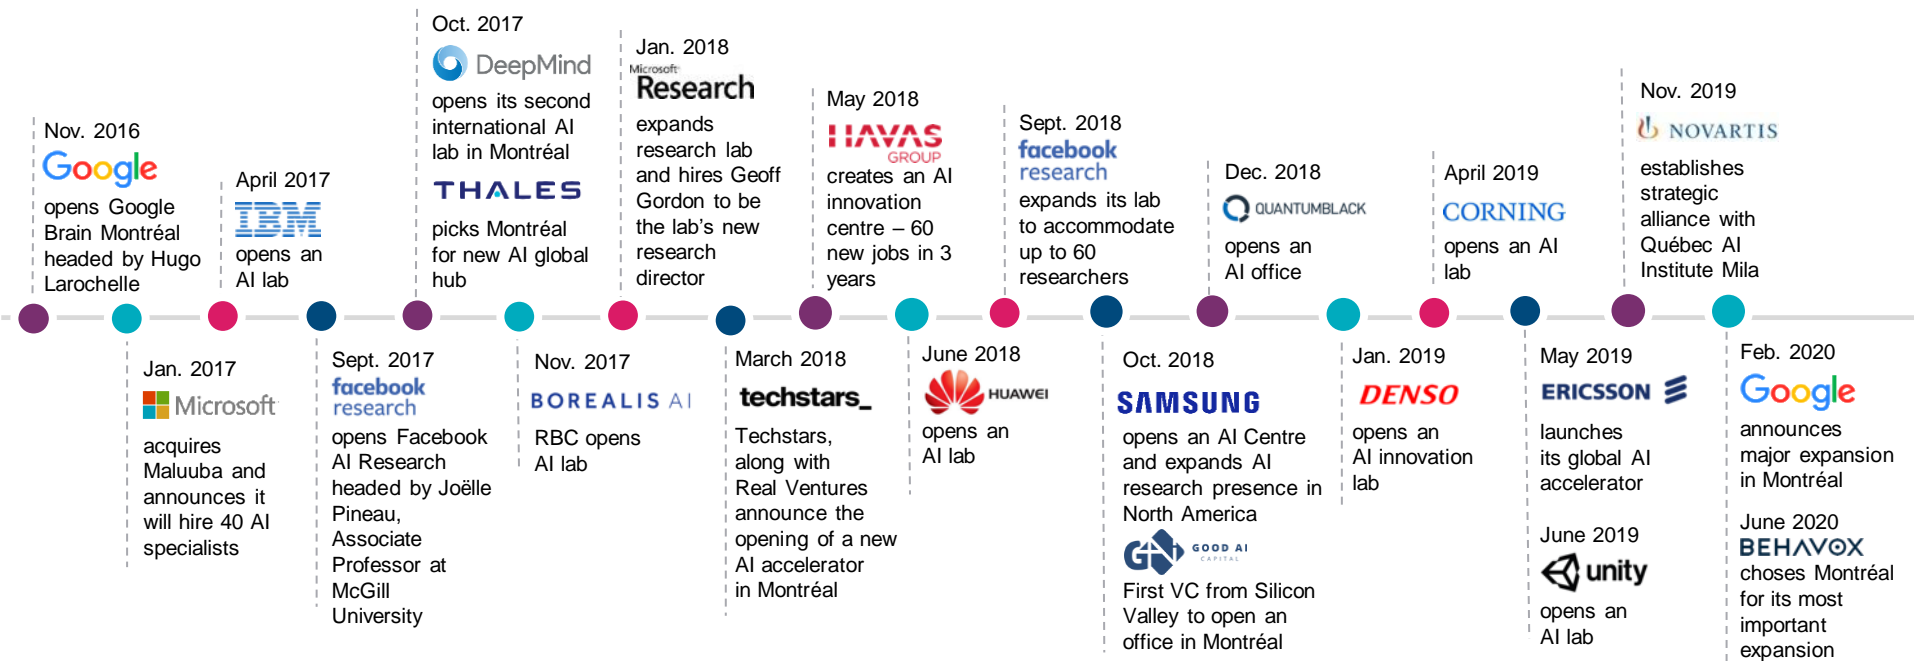 Nov. 2016
Google
opens Google
Brain Montréal
headed by Hugo
Larochelle
Jan. 2017
Microsoft
acquires
Maluuba and
announces it
will hire 40 AI
specialists
April 2017
IBM
opens an
AI lab
Sept. 2017
facebook
research
opens Facebook
AI Research
headed by Joëlle
Pineau,
Associate
Professor at
McGill
University
Oct. 2017
DeepMind
opens its second
international AI
lab in Montréal
THALES
picks Montréal
for new AI global
hub
Nov. 2017
BOREALIS AI
RBC opens
AI lab
Jan. 2018
Microsoft
Research
expands
research lab
and hires Geoff
Gordon to be
the lab's new
research
director
March 2018
techstars_
Techstars,
along with
Real Ventures
announce the
opening of a new
AI accelerator
in Montréal
May 2018
HAVAS
GROUP
creates an AI
innovation
centre – 60
new jobs in 3
years
June 2018
HUAWEI
opens an
AI lab
Sept. 2018
facebook
research
expands its lab
to accommodate
up to 60
researchers
Oct. 2018
SAMSUNG
opens an AI Centre
and expands AI
research presence in
North America
GAI
GOOD AI
CAPITAL
First VC from Silicon
Valley to open an
office in Montréal
Dec. 2018
QUANTUMBLACK
opens an
AI office
Jan. 2019
DENSO
opens an
AI innovation
lab
April 2019
CORNING
opens an AI
lab
May 2019
ERICSSON
launches
its global AI
accelerator
June 2019
unity
opens an
AI lab
Nov. 2019
NOVARTIS
establishes
strategic
alliance with
Québec AI
Institute Mila
Feb. 2020
Google
announces
major expansion
in Montréal
June 2020
BEHAVOX
choses Montréal
for its most
important
expansion